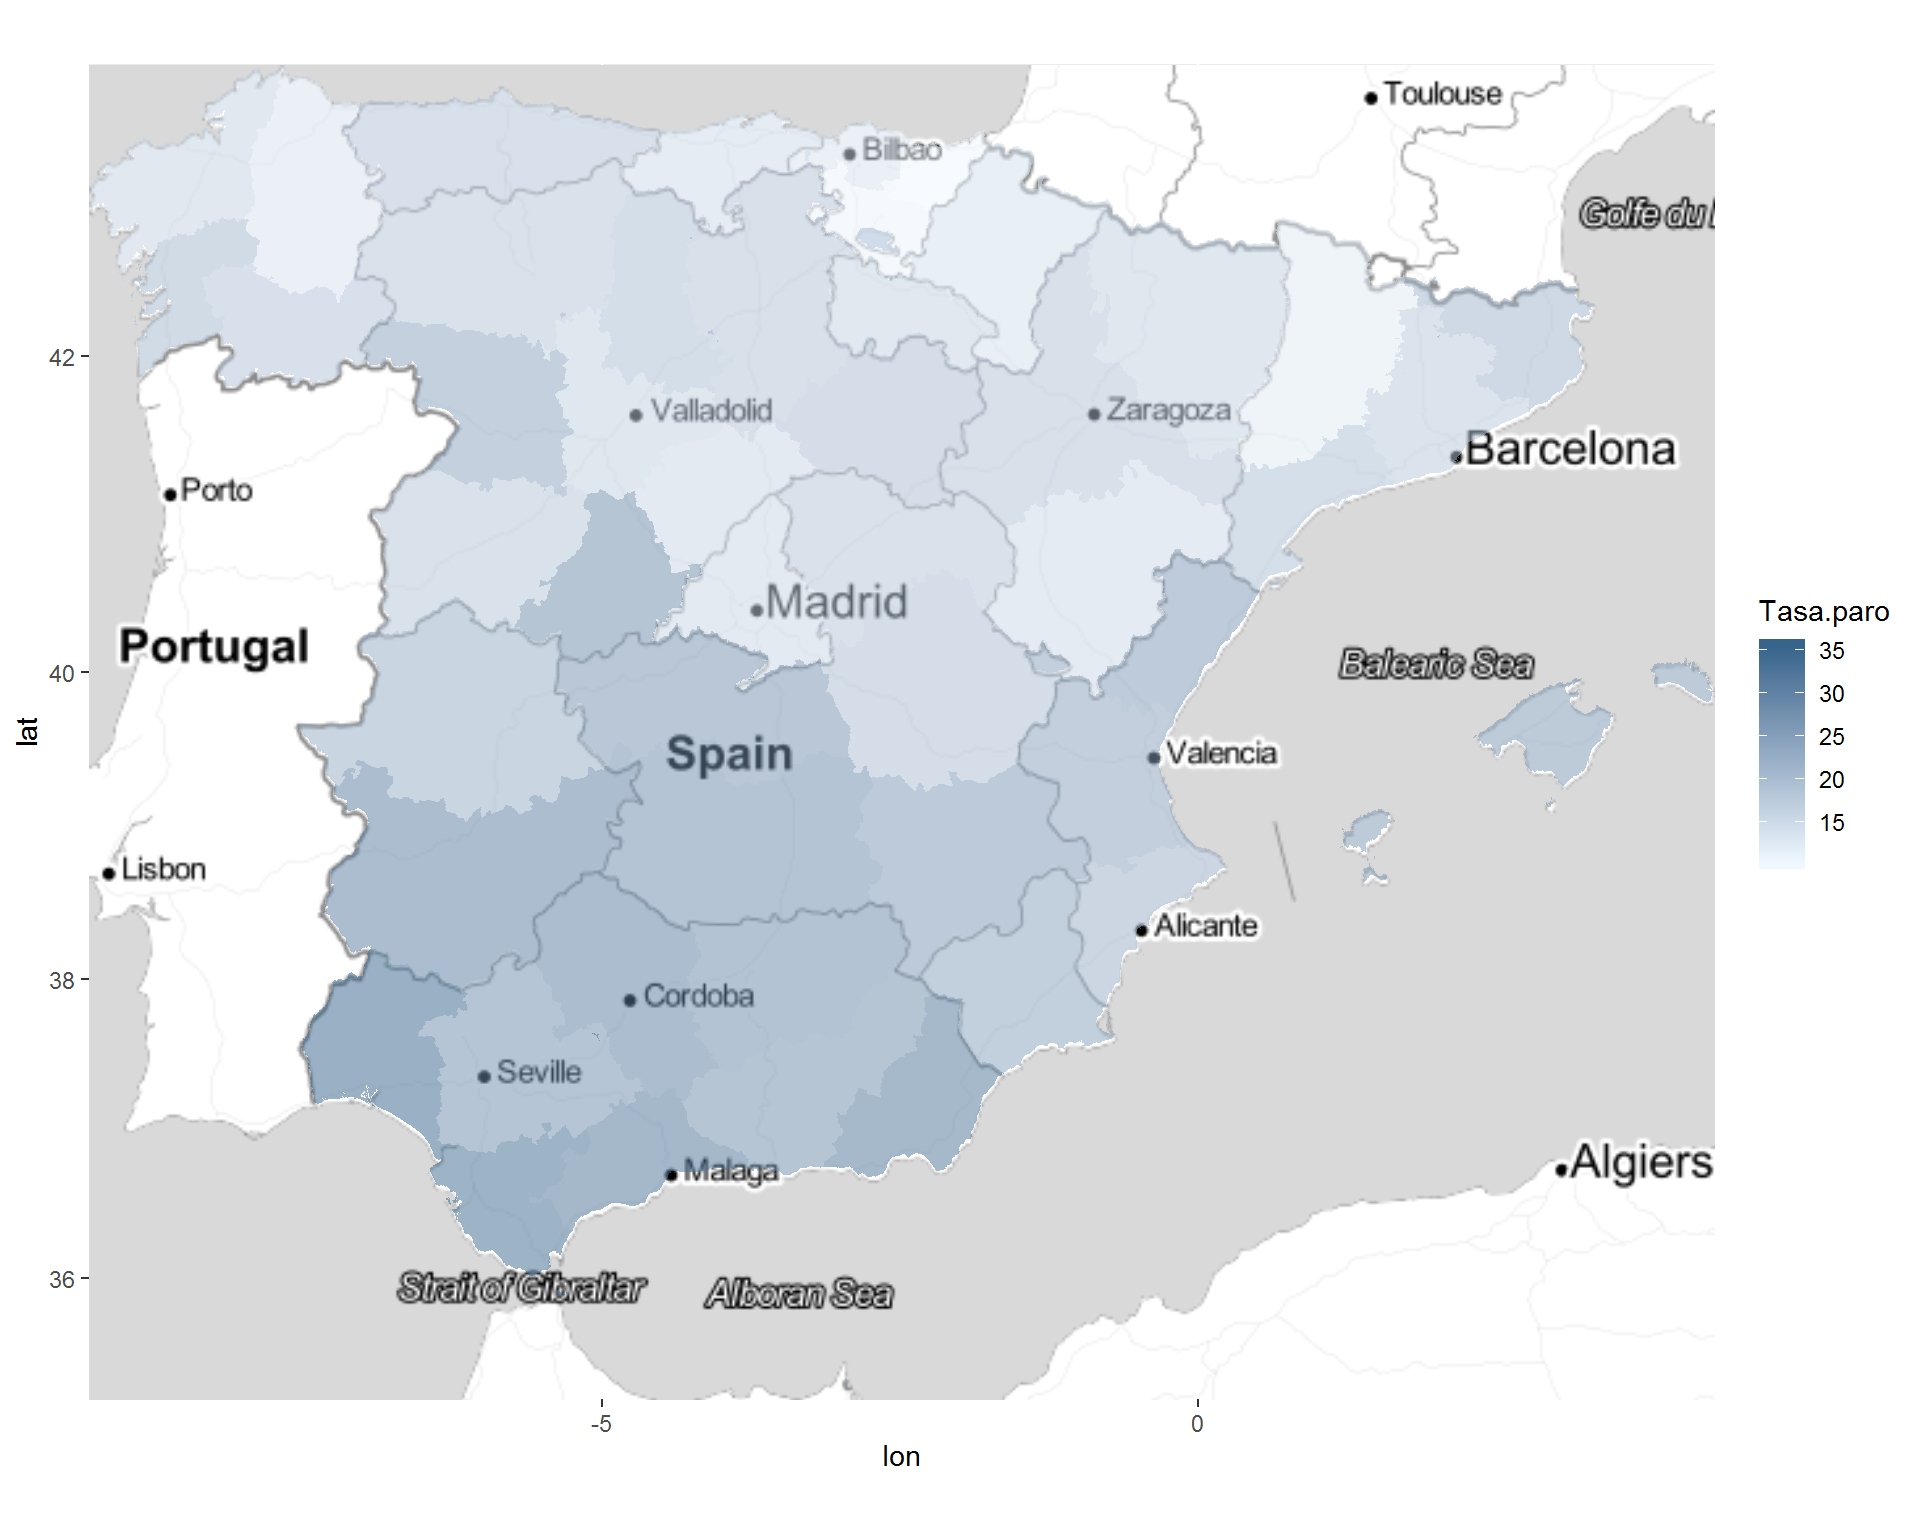 Toulouse
Bilbao
Golfe du
42
Valladolid
Zaragoza
Barcelona
Porto
Madrid
Tasa.paro
Portugal
Balearic Sea
35
40
30
lat
Spain
Valencia
25
20
15
Lisbon
Alicante
38
Cordoba
Seville
Malaga
Algiers
36
Strait of Gibraltar
Alboran Sea
-5
0
lon